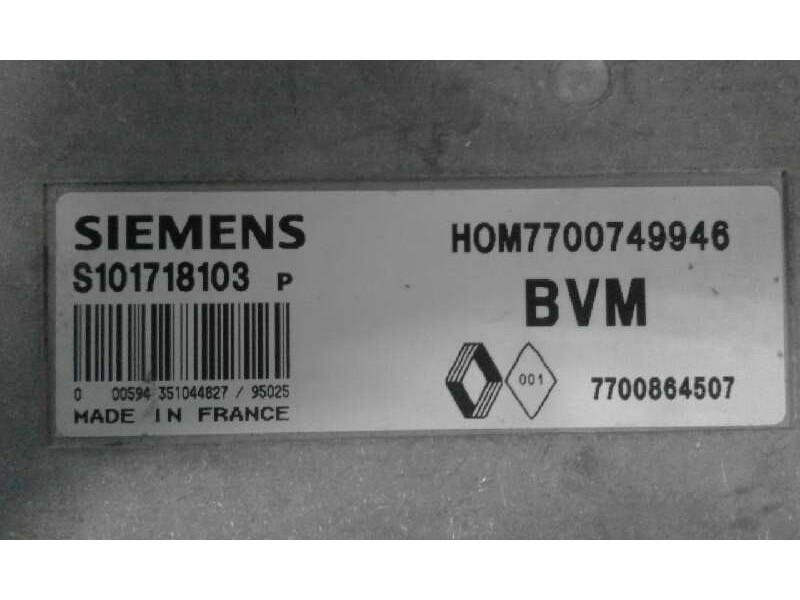 SIEMENS
S101718103 P
0 00594 351044827 / 95025
MADE IN FRANCE
HOM7700749946
BVM
001
7700864507